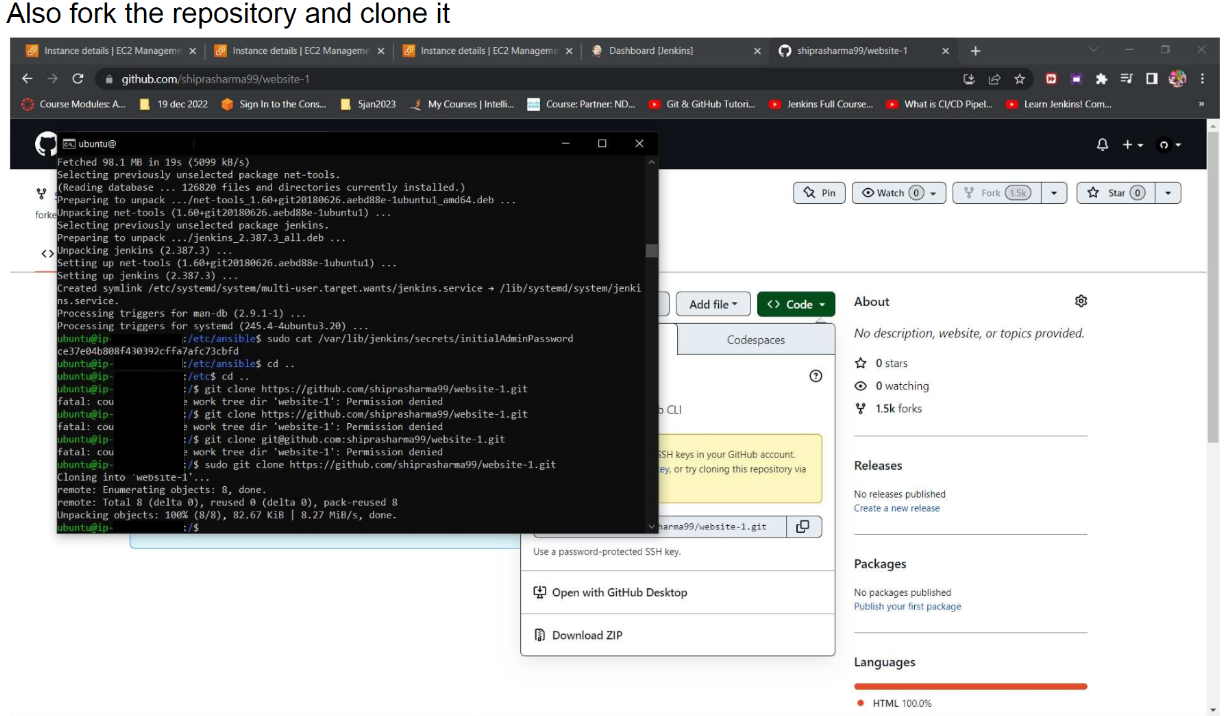 Also fork the repository and clone it
Instance details | EC2 Manageme
Instance details | EC2 Manageme
Instance details | EC2 Manageme
Dashboard [Jenkins]
shiprasharma99/website-1
github.com/shiprasharma99/website-1
Course Modules: A...
19 dec 2022
Sign In to the Cons...
5jan2023
My Courses | Intelli...
Course: Partner: ND...
Git & GitHub Tutori...
Jenkins Full Course...
What is CI/CD Pipel...
Learn Jenkins! Com...
»
ubuntu@
Fetched 98.1 MB in 19s (5099 kB/s)
Selecting previously unselected package net-tools.
(Reading database ... 126820 files and directories currently installed.)
Preparing to unpack .../net-tools_1.60+git20180626.aebd88e-1ubuntu1_amd64.deb ...
Unpacking net-tools (1.60+git20180626.aebd88e-1ubuntu1) ...
Selecting previously unselected package jenkins.
Preparing to unpack .../jenkins_2.387.3_all.deb ...
Unpacking jenkins (2.387.3) ...
Setting up net-tools (1.60+git20180626.aebd88e-1ubuntu1) ...
Setting up jenkins (2.387.3) ...
Created symlink /etc/systemd/system/multi-user.target.wants/jenkins.service → /lib/systemd/system/jenki
ns.service.
Processing triggers for man-db (2.9.1-1) ...
Processing triggers for systemd (245.4-4ubuntu3.20) ...
ubuntu@ip- :/etc/ansible$ sudo cat /var/lib/jenkins/secrets/initialAdminPassword
ce37e04b808f430392cffa7afc73cbfd
ubuntu@ip- :/etc/ansible$ cd ..
ubuntu@ip- :/etc$ cd ..
ubuntu@ip- :/$ git clone https://github.com/shiprasharma99/website-1.git
fatal: cou e work tree dir 'website-1': Permission denied
ubuntu@ip- :/$ git clone https://github.com/shiprasharma99/website-1.git
fatal: cou e work tree dir 'website-1': Permission denied
ubuntu@ip- :/$ git clone git@github.com:shiprasharma99/website-1.git
fatal: cou e work tree dir 'website-1': Permission denied
ubuntu@ip- :/$ sudo git clone https://github.com/shiprasharma99/website-1.git
Cloning into 'website-1'...
remote: Enumerating objects: 8, done.
remote: Total 8 (delta 0), reused 0 (delta 0), pack-reused 8
Unpacking objects: 100% (8/8), 82.67 KiB | 8.27 MiB/s, done.
ubuntu@ip- :/$
forke
Pin
Watch 0
Fork 1.5k
Star 0
Add file
<> Code
Codespaces
CLI
SSH keys in your GitHub account.
ey, or try cloning this repository via
harma99/website-1.git
Use a password-protected SSH key.
Open with GitHub Desktop
Download ZIP
About
No description, website, or topics provided.
0 stars
0 watching
1.5k forks
Releases
No releases published
Create a new release
Packages
No packages published
Publish your first package
Languages
HTML 100.0%